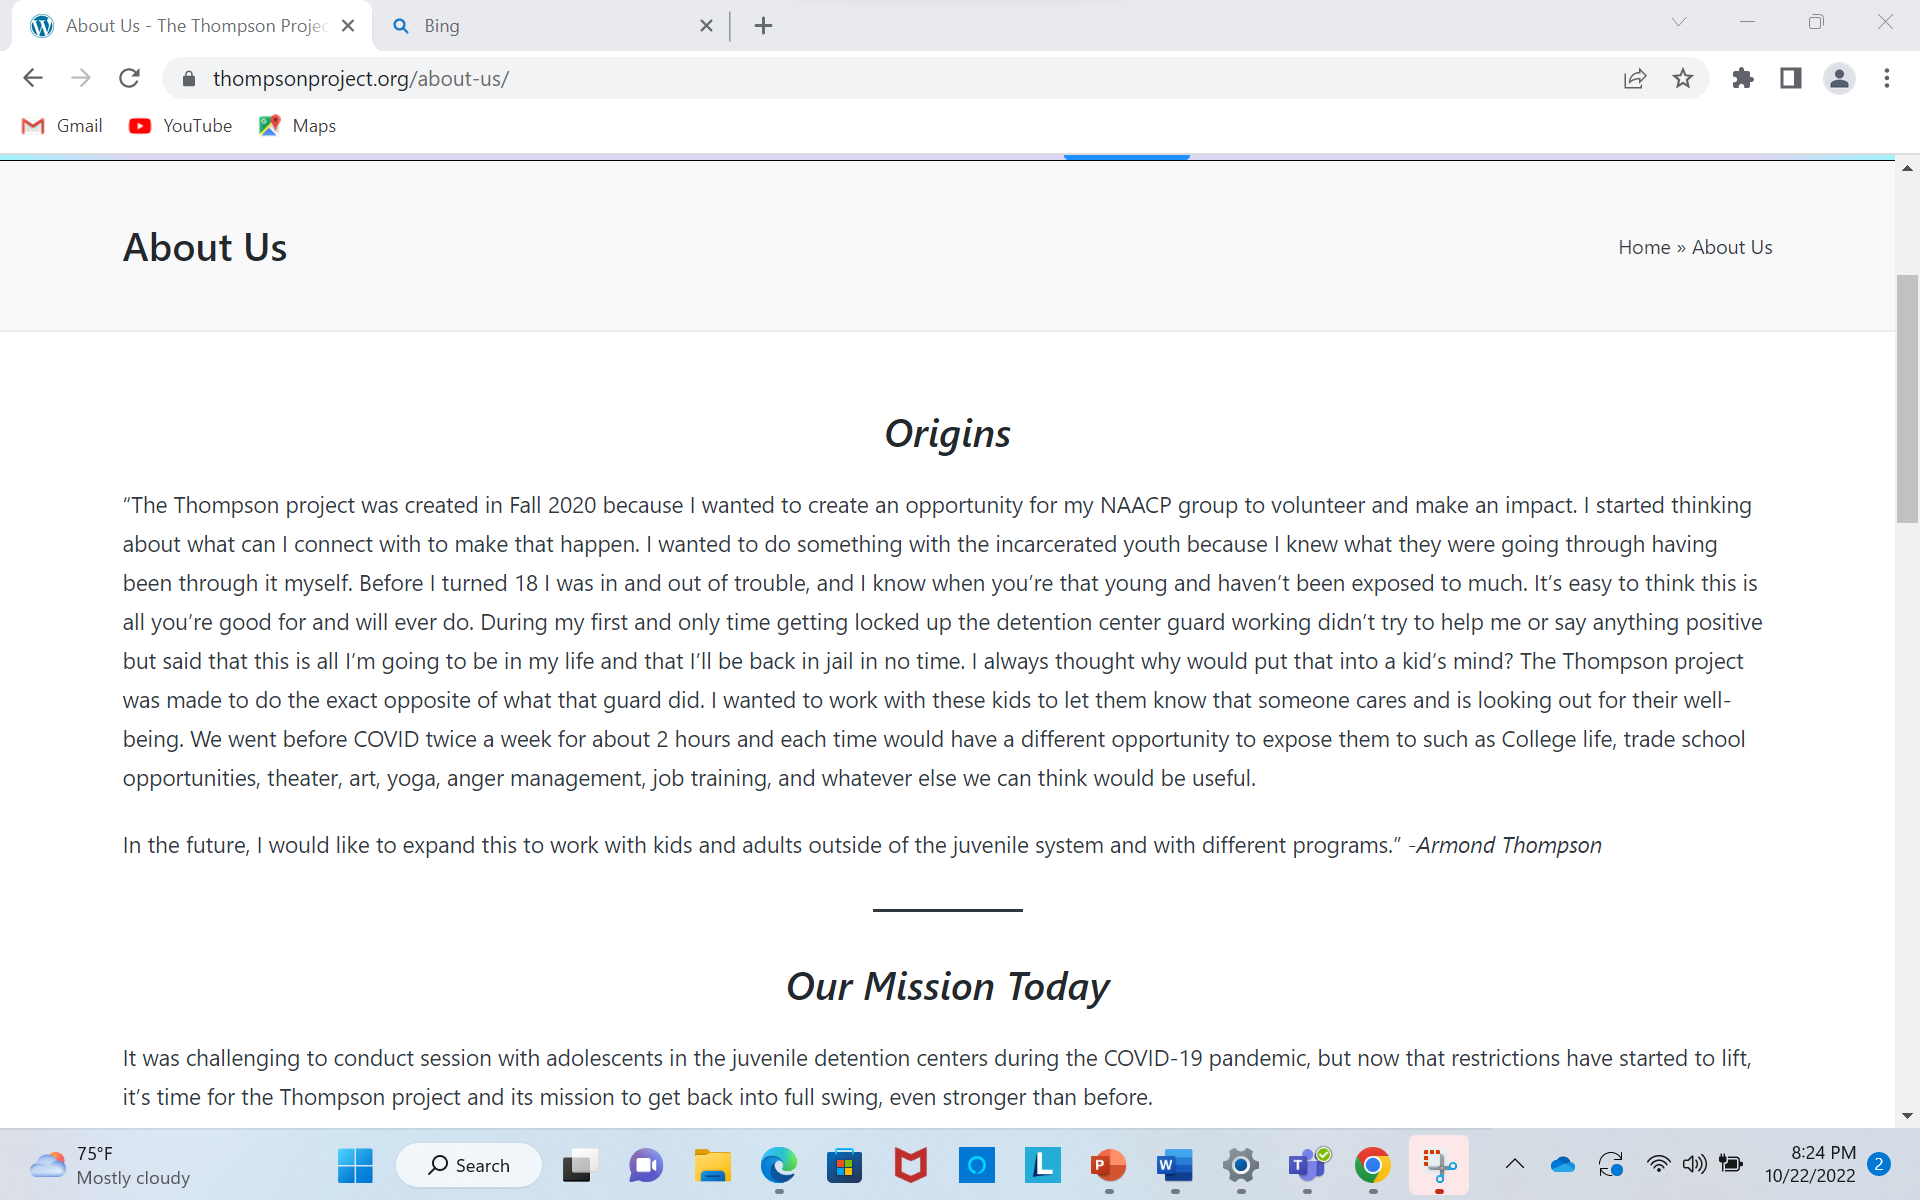 About Us - The Thompson Projec
Bing
thompsonproject.org/about-us/
Gmail
YouTube
Maps
About Us
Home » About Us
Origins
“The Thompson project was created in Fall 2020 because I wanted to create an opportunity for my NAACP group to volunteer and make an impact. I started thinking
about what can I connect with to make that happen. I wanted to do something with the incarcerated youth because I knew what they were going through having
been through it myself. Before I turned 18 I was in and out of trouble, and I know when you’re that young and haven’t been exposed to much. It’s easy to think this is
all you’re good for and will ever do. During my first and only time getting locked up the detention center guard working didn’t try to help me or say anything positive
but said that this is all I’m going to be in my life and that I’ll be back in jail in no time. I always thought why would put that into a kid’s mind? The Thompson project
was made to do the exact opposite of what that guard did. I wanted to work with these kids to let them know that someone cares and is looking out for their well-
being. We went before COVID twice a week for about 2 hours and each time would have a different opportunity to expose them to such as College life, trade school
opportunities, theater, art, yoga, anger management, job training, and whatever else we can think would be useful.
In the future, I would like to expand this to work with kids and adults outside of the juvenile system and with different programs.” -Armond Thompson
Our Mission Today
It was challenging to conduct session with adolescents in the juvenile detention centers during the COVID-19 pandemic, but now that restrictions have started to lift,
it’s time for the Thompson project and its mission to get back into full swing, even stronger than before.
75°F
Mostly cloudy
Search
8:24 PM
10/22/2022
2